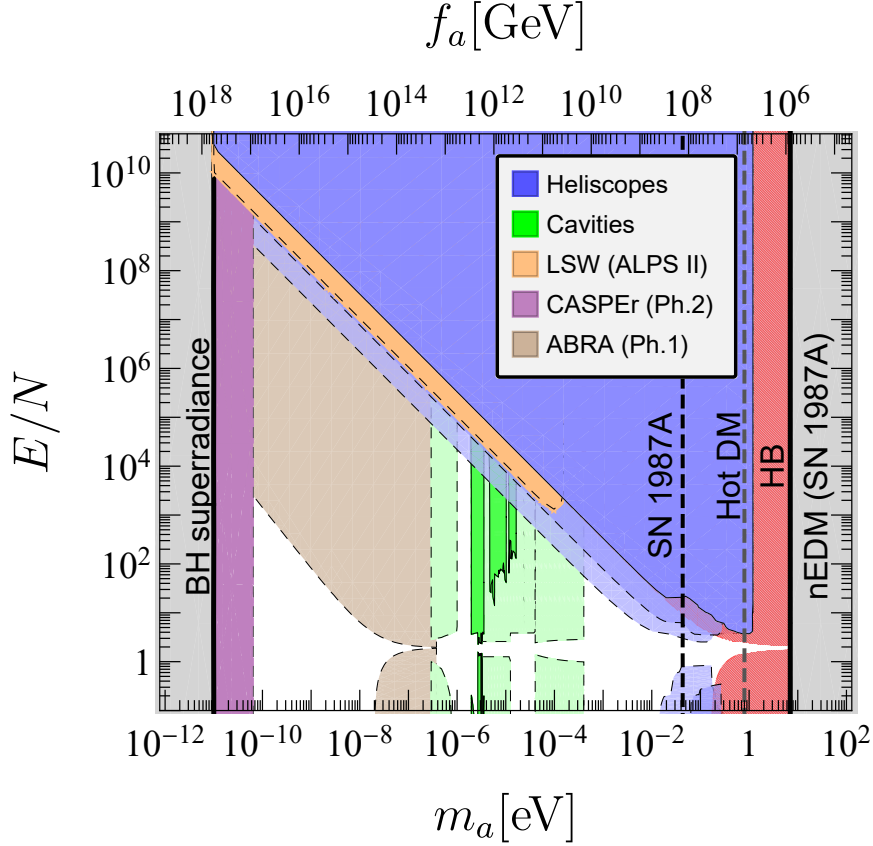 f_a[GeV]
10^18 10^16 10^14 10^12 10^10 10^8 10^6
E/N
10^10
10^8
10^6
10^4
10^2
1
Heliscopes
Cavities
LSW (ALPS II)
CASPEr (Ph.2)
ABRA (Ph.1)
BH superradiance
SN 1987A
Hot DM
HB
nEDM (SN 1987A)
10^−12 10^−10 10^−8 10^−6 10^−4 10^−2 1 10^2
m_a[eV]